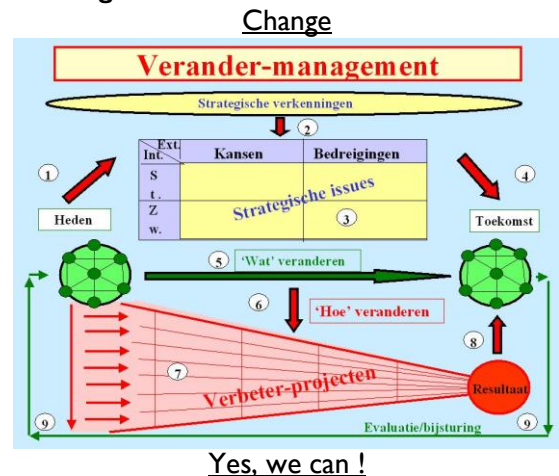 Change
Verander-management
Strategische verkenningen
2
Ext.
Int.
Kansen
Bedreigingen
1
4
S
t .
Strategische issues
Heden
Z
w.
3
Toekomst
5
'Wat' veranderen
6
'Hoe' veranderen
8
7
Verbeter-projecten
Resultaat
9
Evaluatie/bijsturing
9
Yes, we can !